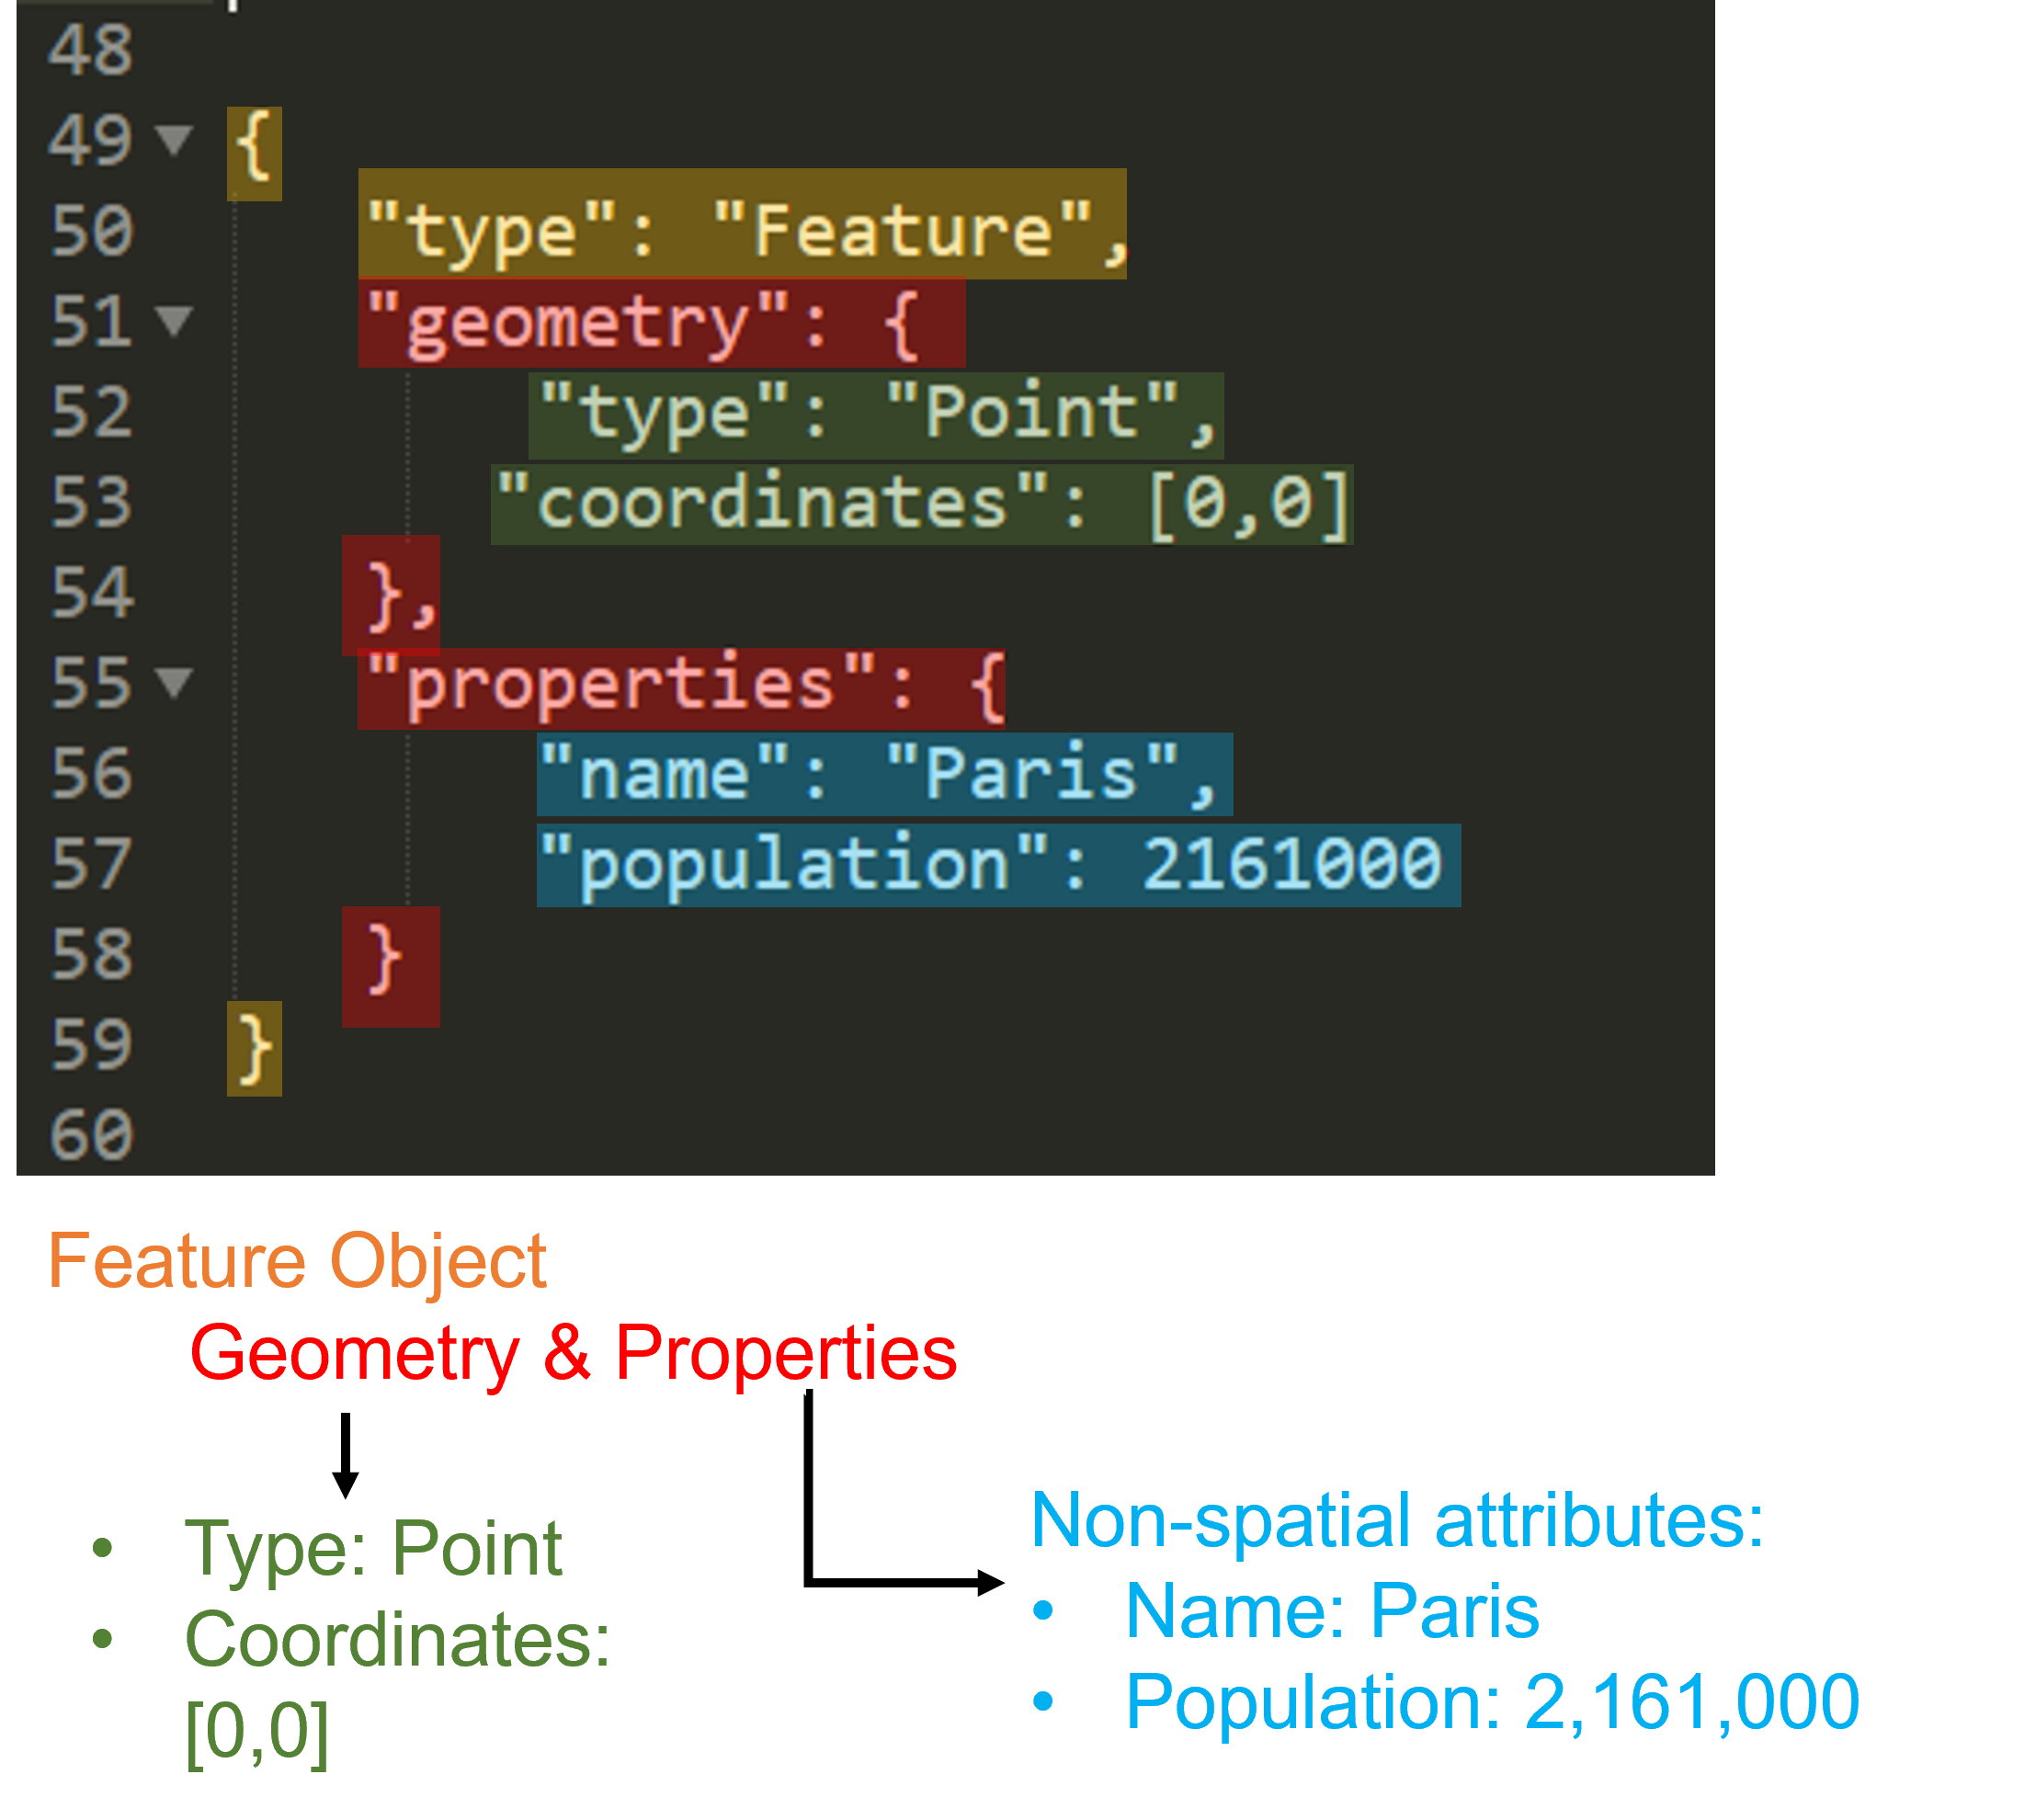 48
49 {
50 "type": "Feature",
51 "geometry": {
52 "type": "Point",
53 "coordinates": [0,0]
54 },
55 "properties": {
56 "name": "Paris",
57 "population": 2161000
58 }
59 }
60
Feature Object
Geometry & Properties
• Type: Point
• Coordinates:
[0,0]
Non-spatial attributes:
• Name: Paris
• Population: 2,161,000